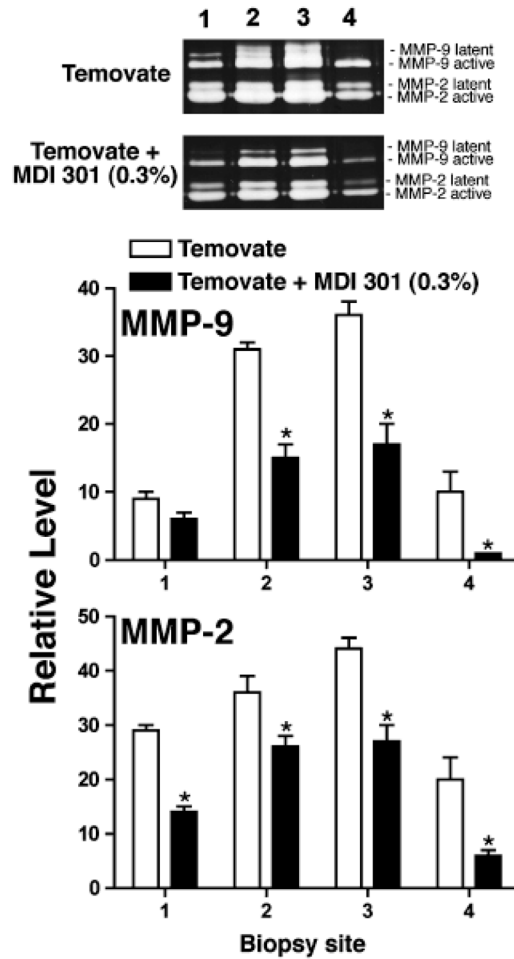 1 2 3 4
Temovate
- MMP-9 latent
- MMP-9 active
- MMP-2 latent
- MMP-2 active
Temovate +
MDI 301 (0.3%)
- MMP-9 latent
- MMP-9 active
- MMP-2 latent
- MMP-2 active
Temovate
Temovate + MDI 301 (0.3%)
Relative Level
MMP-9
40
30
20
10
0
* * *
1 2 3 4
MMP-2
50
40
30
20
10
0
* * * *
1 2 3 4
Biopsy site